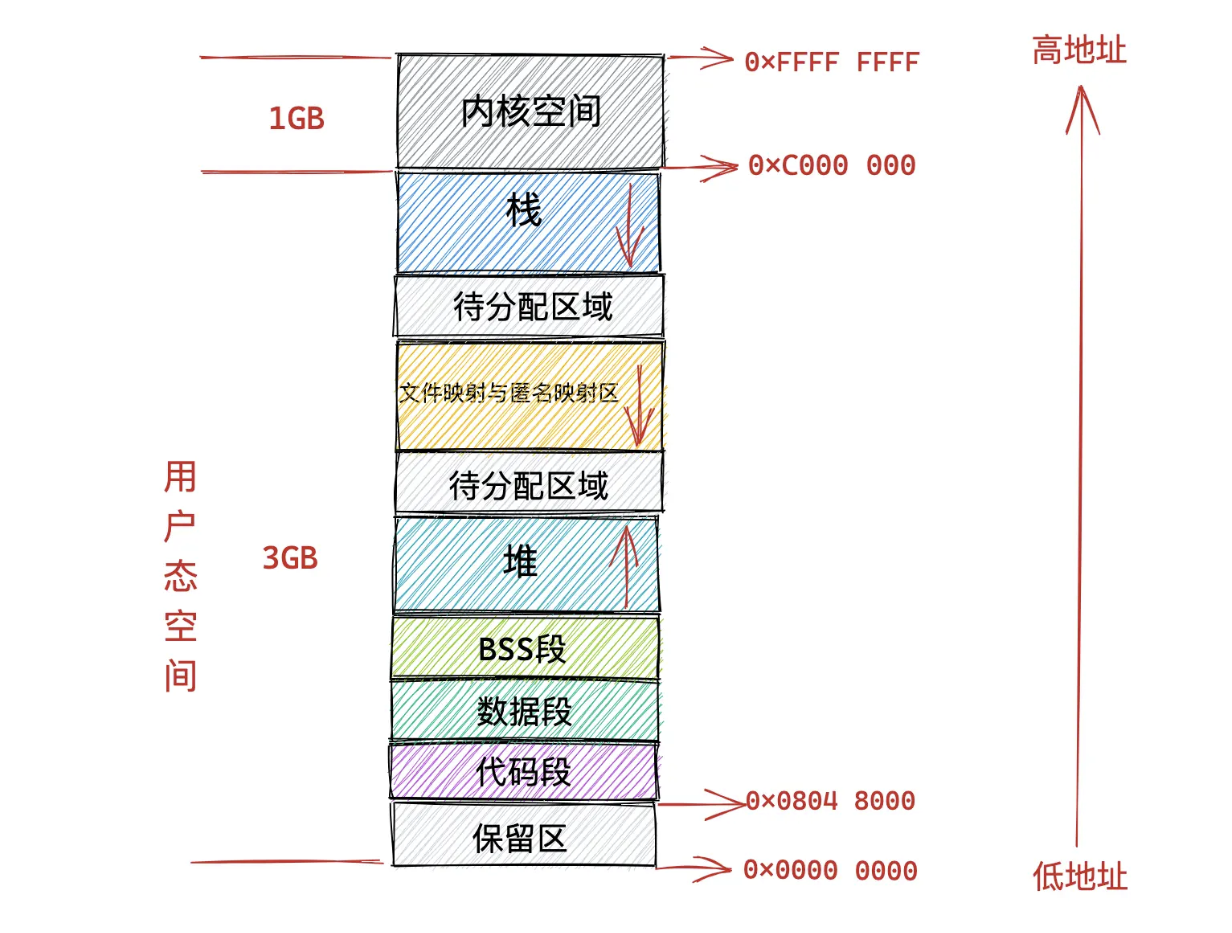 高地址
0×FFFF FFFF
内核空间
1GB
0×C000 000
栈
待分配区域
文件映射与匿名映射区
待分配区域
用户态空间
3GB
堆
BSS段
数据段
代码段
0×0804 8000
保留区
0×0000 0000
低地址